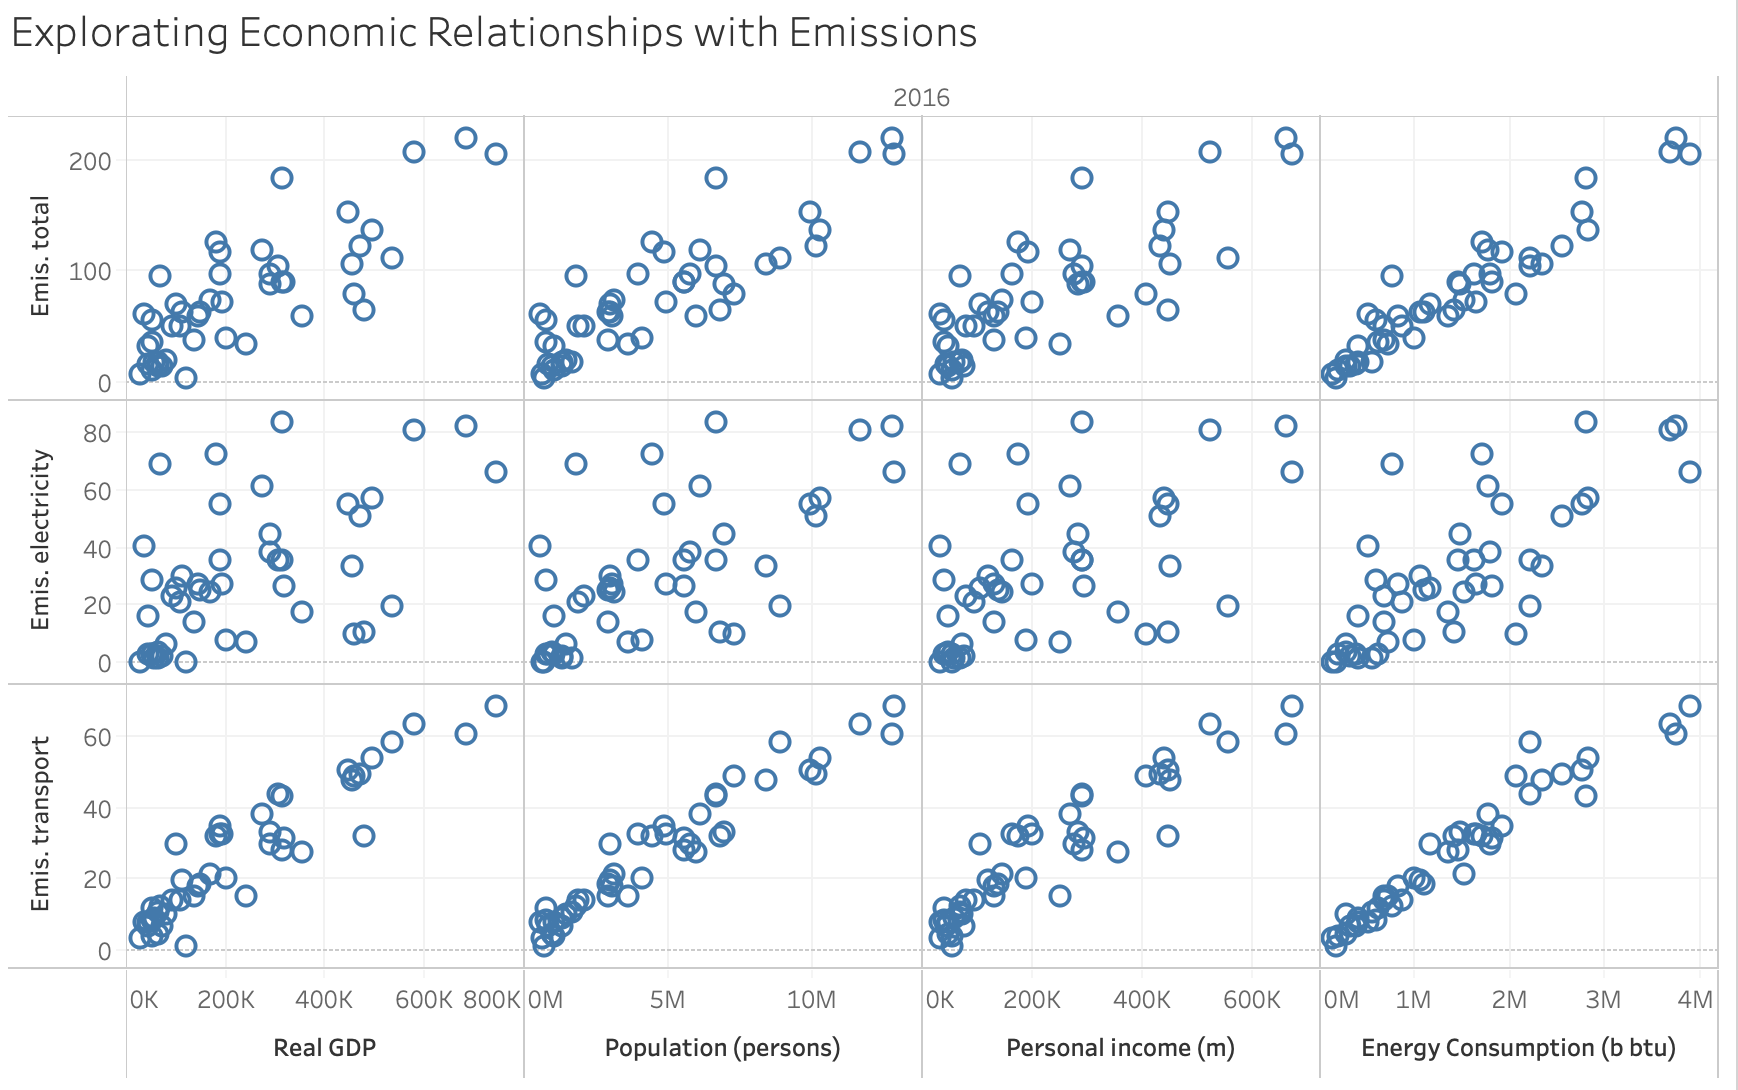 Explorating Economic Relationships with Emissions
2016
Emis. total
200
100
0
Emis. electricity
80
60
40
20
0
Emis. transport
60
40
20
0
0K 200K 400K 600K 800K 0M 5M 10M 0K 200K 400K 600K 0M 1M 2M 3M 4M
Real GDP Population (persons) Personal income (m) Energy Consumption (b btu)